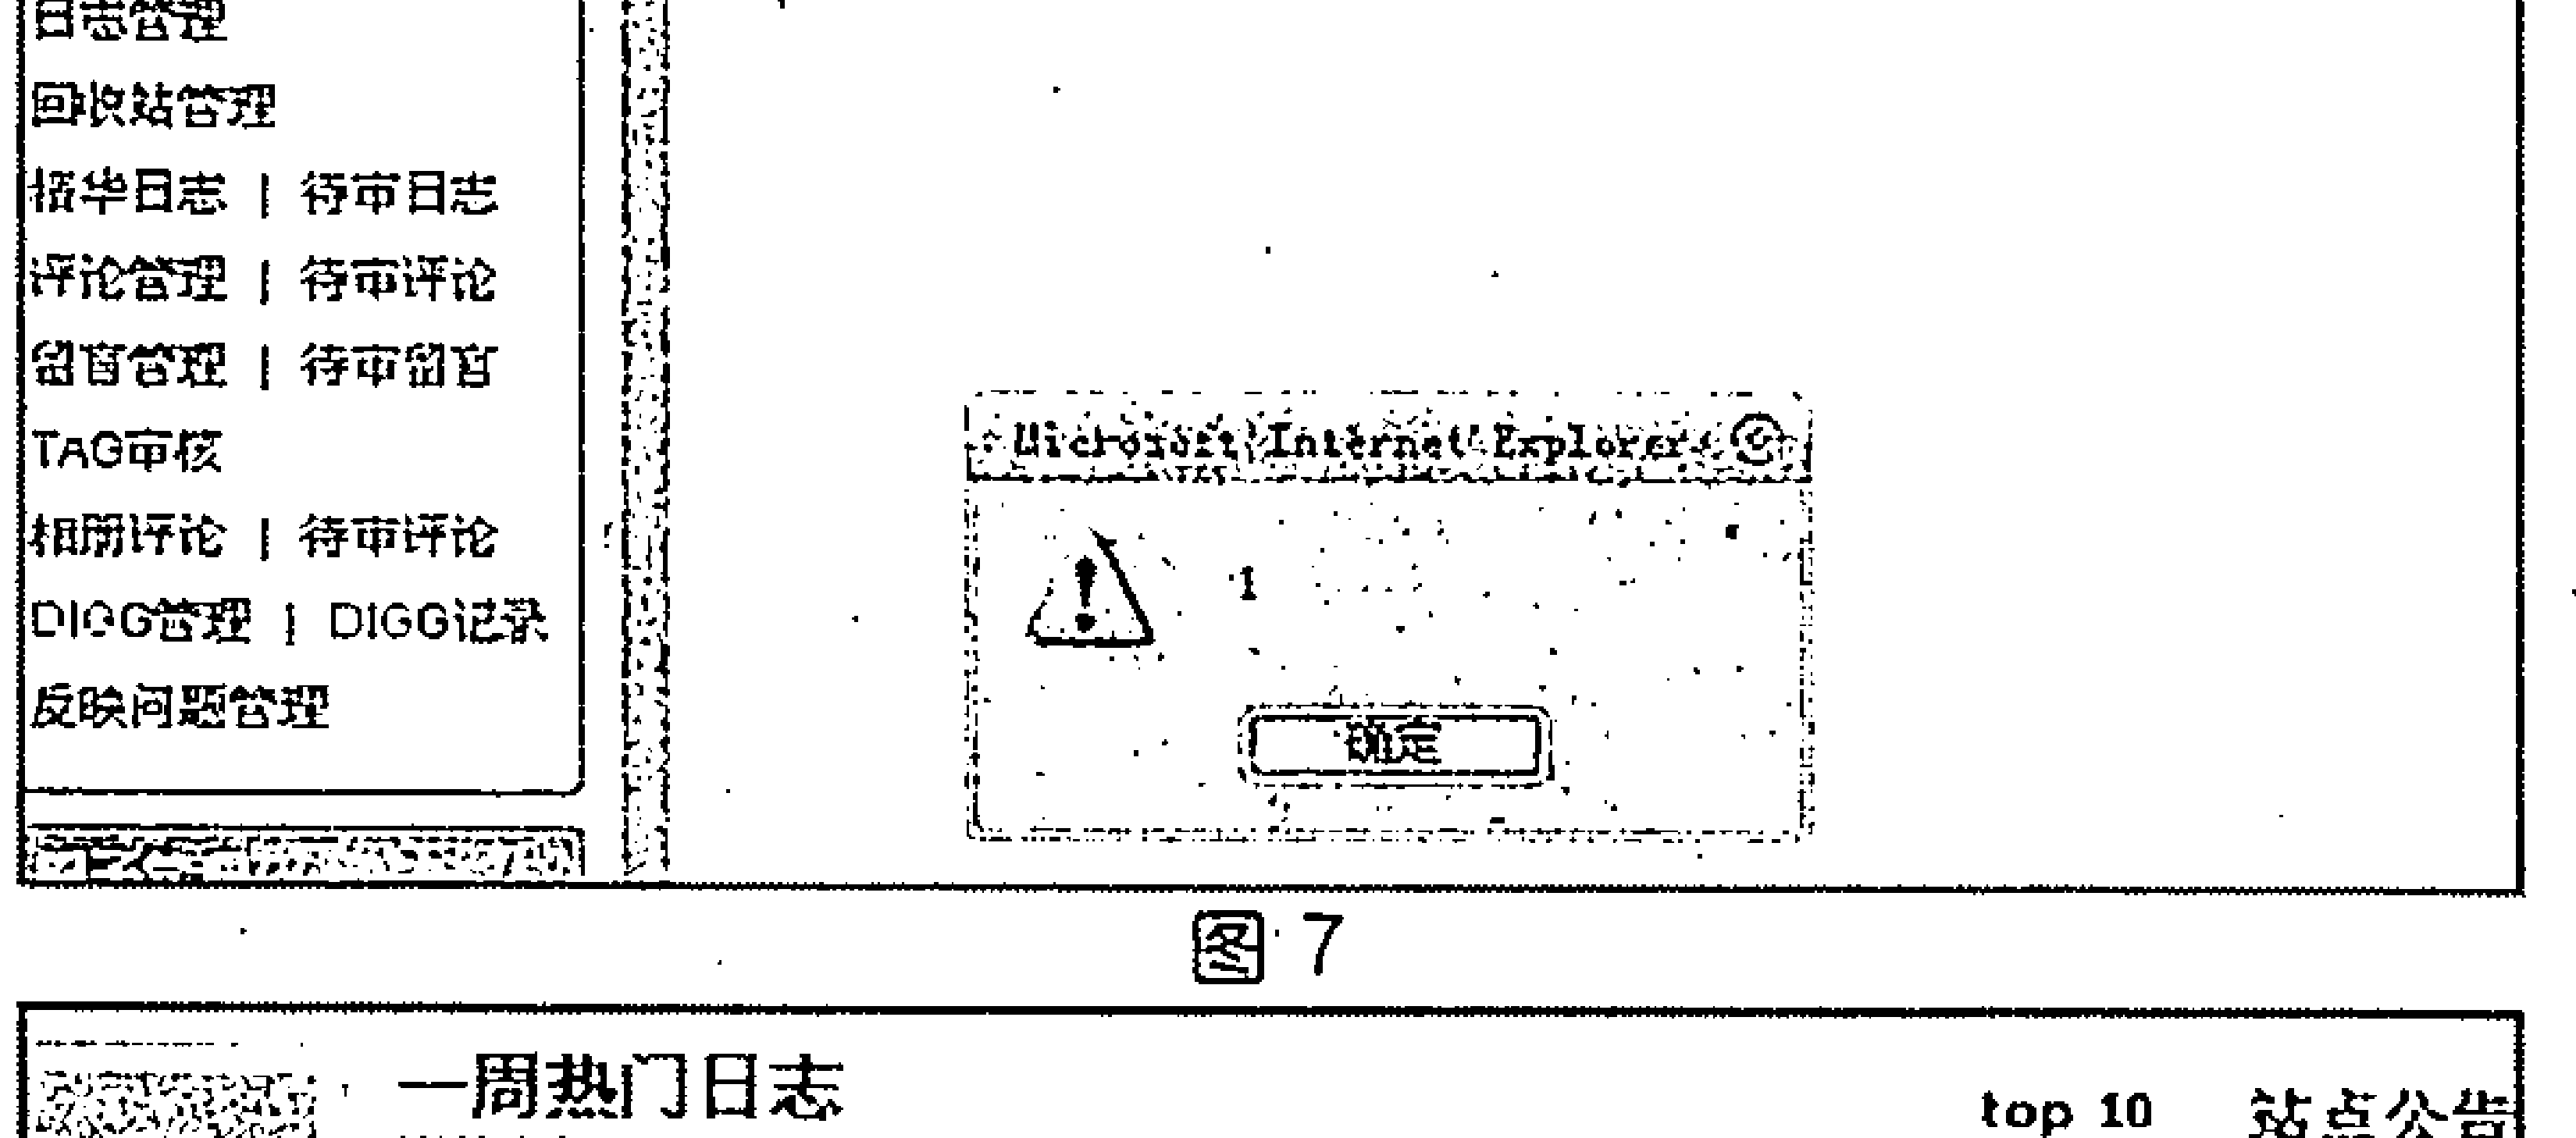 日志管理
回收站管理
精华日志 | 待审日志
评论管理 | 待审评论
留言管理 | 待审留言
TAG审核
相册评论 | 待审评论
DIGG管理 | DIGG记录
反映问题管理
Microsoft Internet Explorer
1
确定
图 7
一周热门日志
top 10 站点公告